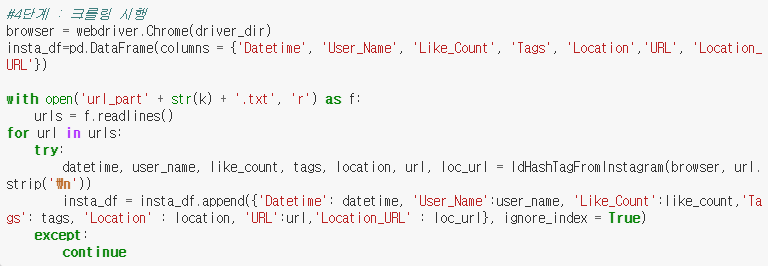 #4단계 : 크롤링 시행
browser = webdriver.Chrome(driver_dir)
insta_df=pd.DataFrame(columns = {'Datetime', 'User_Name', 'Like_Count', 'Tags', 'Location','URL', 'Location_
URL'})
with open('url_part' + str(k) + '.txt', 'r') as f:
    urls = f.readlines()
for url in urls:
    try:
        datetime, user_name, like_count, tags, location, url, loc_url = IdHashTagFromInstagram(browser, url.
strip('₩n'))
        insta_df = insta_df.append({'Datetime': datetime, 'User_Name':user_name, 'Like_Count':like_count,'Ta
gs': tags, 'Location' : location, 'URL':url,'Location_URL' : loc_url}, ignore_index = True)
    except:
        continue